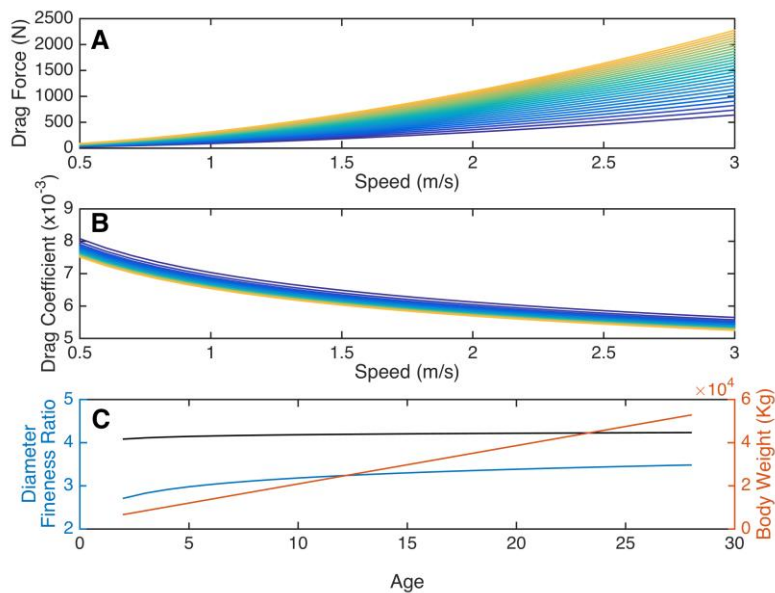 A
Drag Force (N)
2500
2000
1500
1000
500
0
0.5 1 1.5 2 2.5 3
Speed (m/s)
B
Drag Coefficient (x10-3)
9
8
7
6
5
0.5 1 1.5 2 2.5 3
Speed (m/s)
C
Diameter
Fineness Ratio
5
4
3
2
×10^4
6
4
2
0
Body Weight (Kg)
0 5 10 15 20 25 30
Age